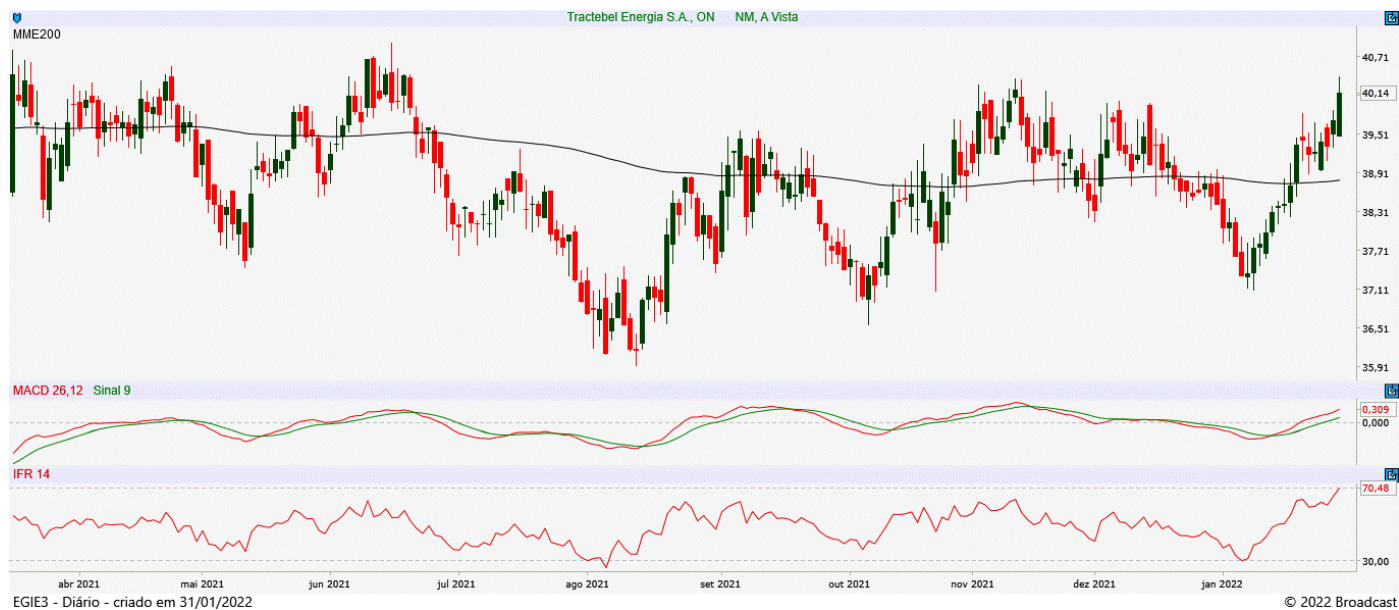 Tractebel Energia S.A., ON NM, A Vista
MME200
40,71
40,14
39,51
38,91
38,31
37,71
37,11
36,51
35,91
MACD 26,12 Sinal 9
0,309
0,000
IFR 14
70,48
30,00
abr 2021 mai 2021 jun 2021 jul 2021 ago 2021 set 2021 out 2021 nov 2021 dez 2021 jan 2022
EGIE3 - Diário - criado em 31/01/2022 © 2022 Broadcast